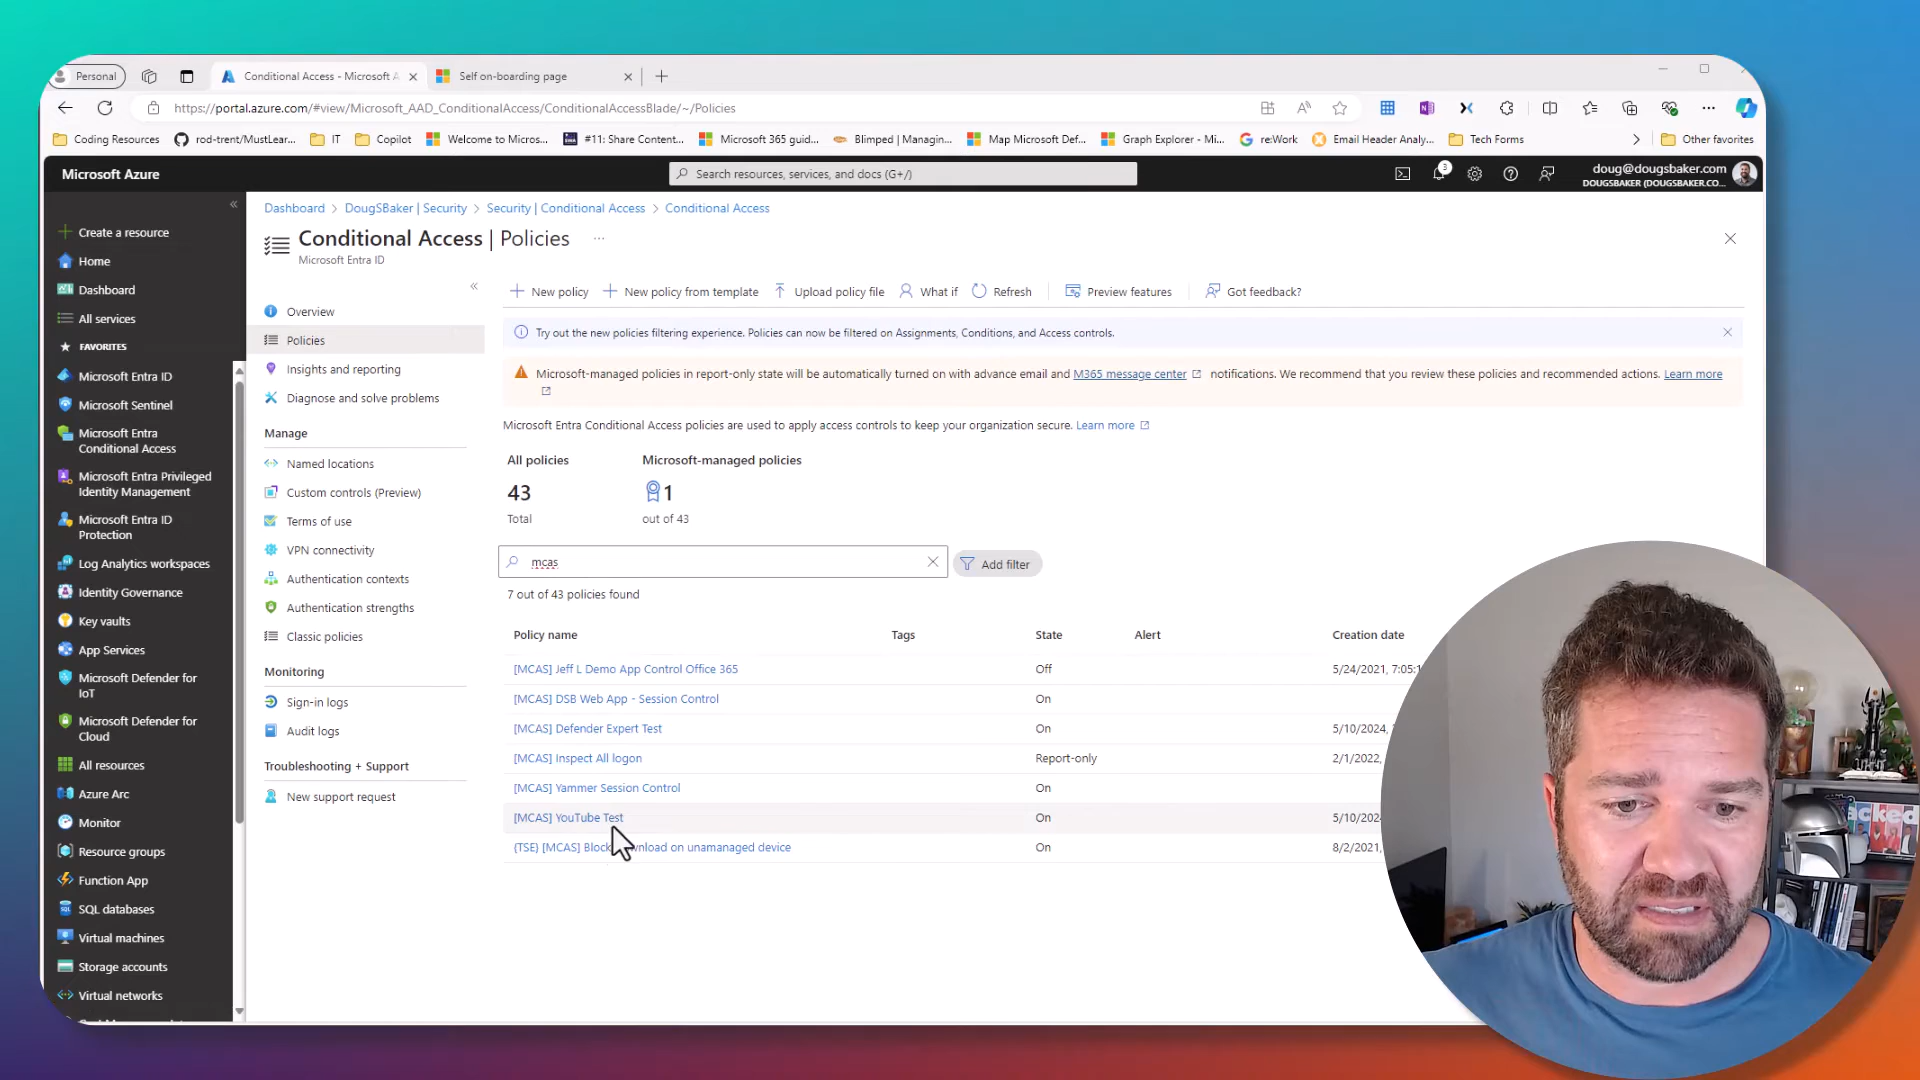 Personal
Conditional Access - Microsoft A
Self on-boarding page
https://portal.azure.com/#view/Microsoft_AAD_ConditionalAccess/ConditionalAccessBlade/~/Policies
Coding Resources
rod-trent/MustLear...
IT
Copilot
Welcome to Micros...
#11: Share Content...
Microsoft 365 guid...
Blimped | Managin...
Map Microsoft Def...
Graph Explorer - Mi...
re:Work
Email Header Analy...
Tech Forms
Other favorites
Microsoft Azure
Search resources, services, and docs (G+/)
3
doug@dougsbaker.com
DOUGSBAKER (DOUGSBAKER.CO...
Create a resource
Home
Dashboard
All services
FAVORITES
Microsoft Entra ID
Microsoft Sentinel
Microsoft Entra
Conditional Access
Microsoft Entra Privileged
Identity Management
Microsoft Entra ID
Protection
Log Analytics workspaces
Identity Governance
Key vaults
App Services
Microsoft Defender for
IoT
Microsoft Defender for
Cloud
All resources
Azure Arc
Monitor
Resource groups
Function App
SQL databases
Virtual machines
Storage accounts
Virtual networks
Dashboard > DougSBaker | Security > Security | Conditional Access > Conditional Access
Conditional Access | Policies ...
Microsoft Entra ID
Overview
Policies
Insights and reporting
Diagnose and solve problems
Manage
Named locations
Custom controls (Preview)
Terms of use
VPN connectivity
Authentication contexts
Authentication strengths
Classic policies
Monitoring
Sign-in logs
Audit logs
Troubleshooting + Support
New support request
New policy
New policy from template
Upload policy file
What if
Refresh
Preview features
Got feedback?
Try out the new policies filtering experience. Policies can now be filtered on Assignments, Conditions, and Access controls.
Microsoft-managed policies in report-only state will be automatically turned on with advance email and M365 message center notifications. We recommend that you review these policies and recommended actions. Learn more
Microsoft Entra Conditional Access policies are used to apply access controls to keep your organization secure. Learn more
All policies
Microsoft-managed policies
43
1
Total
out of 43
mcas
Add filter
7 out of 43 policies found
Policy name Tags State Alert Creation date
[MCAS] Jeff L Demo App Control Office 365 Off 5/24/2021, 7:05:1
[MCAS] DSB Web App - Session Control On
[MCAS] Defender Expert Test On 5/10/2024,
[MCAS] Inspect All logon Report-only 2/1/2022,
[MCAS] Yammer Session Control On
[MCAS] YouTube Test On 5/10/2024
(TSE) [MCAS] Block wnload on unamanaged device On 8/2/2021,